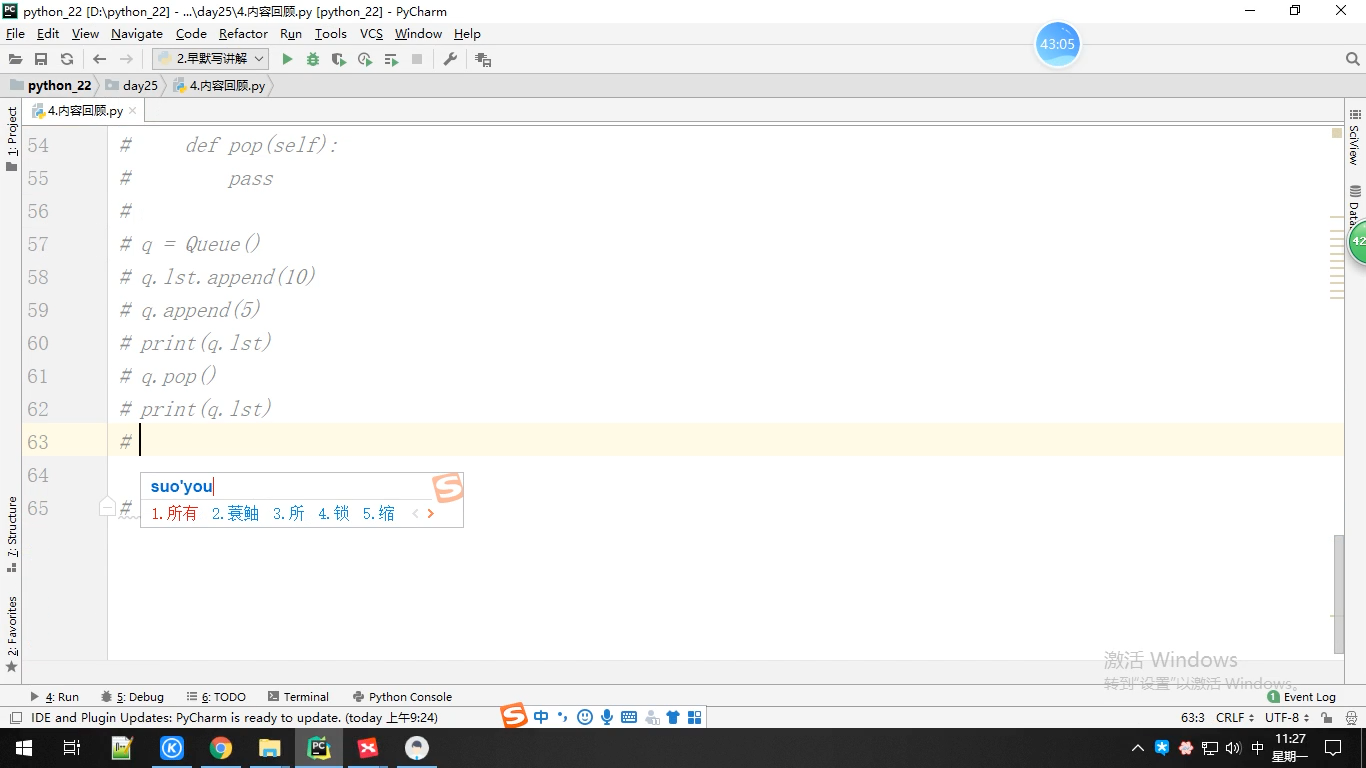 python_22 [D:\python_22] - ...\day25\4.内容回顾.py [python_22] - PyCharm
File Edit View Navigate Code Refactor Run Tools VCS Window Help
43:05
2.早默写讲解
python_22 day25 4.内容回顾.py
4.内容回顾.py
1: Project
7: Structure
2: Favorites
SciView
Data
42
54 #     def pop(self):
55 #         pass
56 #
57 # q = Queue()
58 # q.lst.append(10)
59 # q.append(5)
60 # print(q.lst)
61 # q.pop()
62 # print(q.lst)
63 #
64
65 #
suo'you
1.所有 2.蓑鲉 3.所 4.锁 5.缩
激活 Windows
转到"设置"以激活 Windows。
4: Run 5: Debug 6: TODO Terminal Python Console 1 Event Log
IDE and Plugin Updates: PyCharm is ready to update. (today 上午9:24) 中 63:3 CRLF UTF-8
中 11:27
星期一